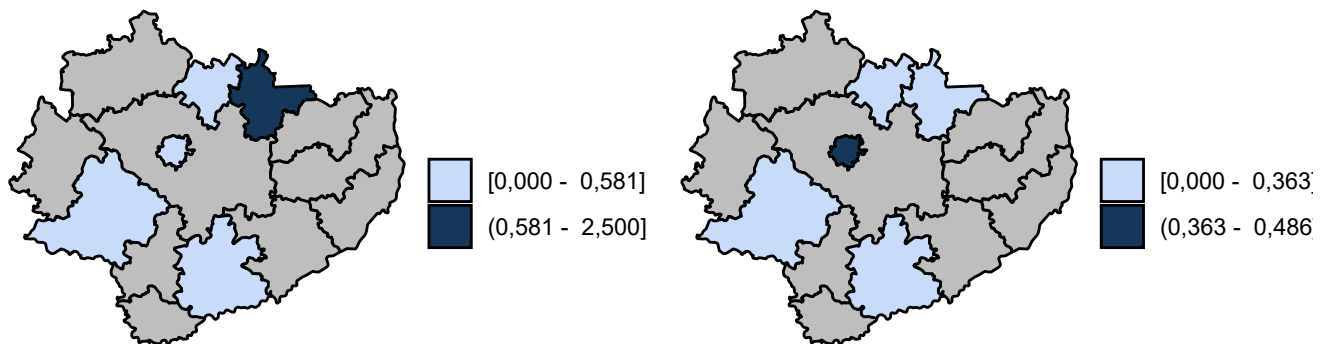 [0,000 - 0,581]
(0,581 - 2,500]
[0,000 - 0,363]
(0,363 - 0,486]